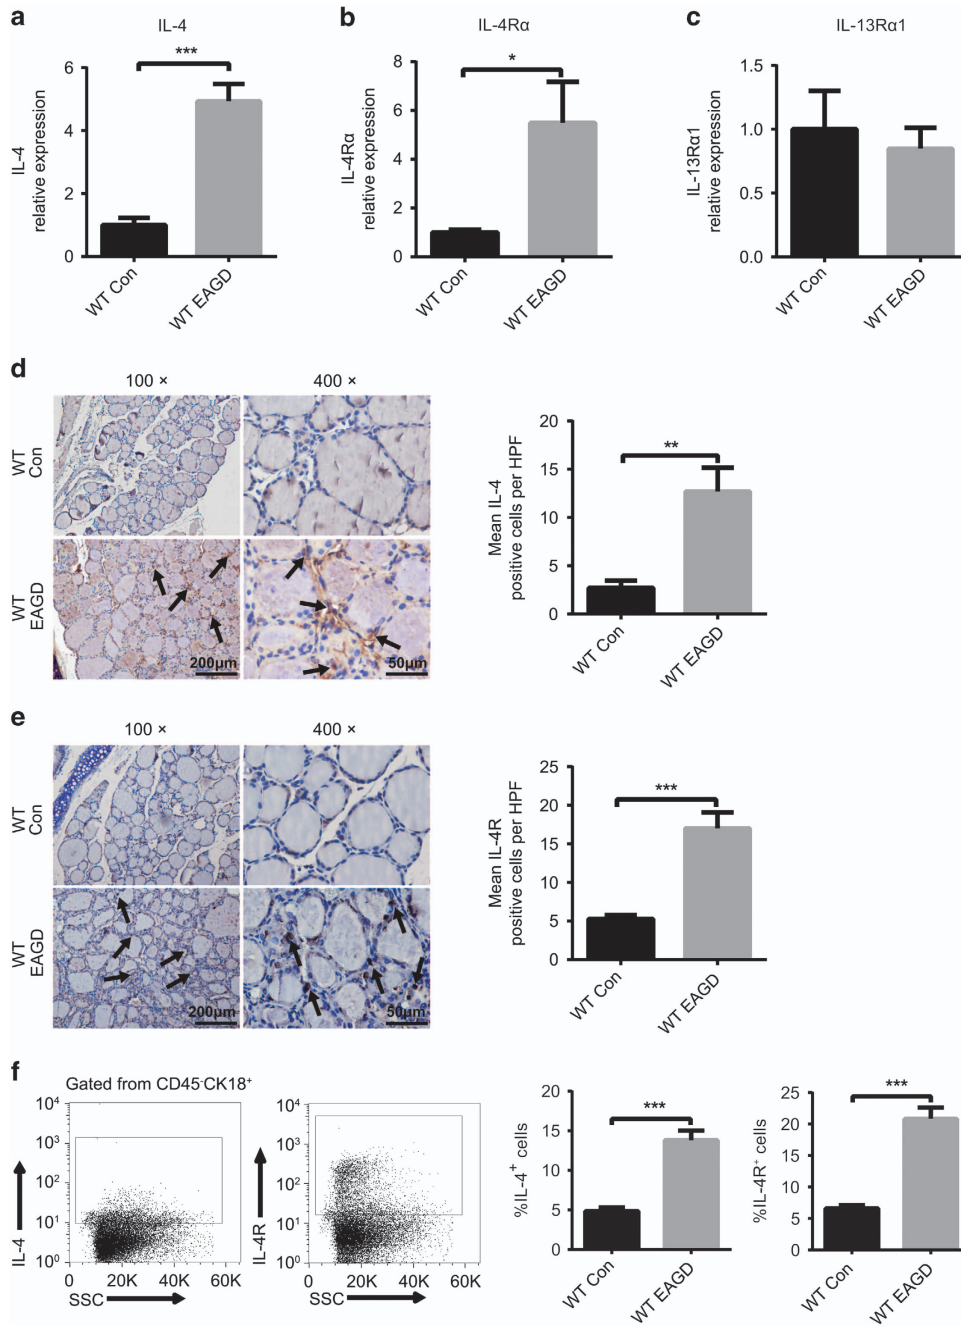 a
IL-4
***
IL-4
relative expression
6
4
2
0
WT Con
WT EAGD
b
IL-4Rα
*
IL-4Rα
relative expression
8
6
4
2
0
WT Con
WT EAGD
c
IL-13Rα1
IL-13Rα1
relative expression
1.5
1.0
0.5
0.0
WT Con
WT EAGD
d
100 ×
400 ×
WT
Con
WT
EAGD
200µm
50µm
**
Mean IL-4
positive cells per HPF
20
15
10
5
0
WT Con
WT EAGD
e
100 ×
400 ×
WT
Con
WT
EAGD
200µm
50µm
***
Mean IL-4R
positive cells per HPF
25
20
15
10
5
0
WT Con
WT EAGD
f
Gated from CD45⁻CK18⁺
IL-4
10⁴
10³
10²
10¹
10⁰
0 20K 40K 60K
SSC
IL-4R
10⁴
10³
10²
10¹
10⁰
0 20K 40K 60K
SSC
***
%IL-4⁺ cells
20
15
10
5
0
WT Con
WT EAGD
***
%IL-4R⁺ cells
25
20
15
10
5
0
WT Con
WT EAGD